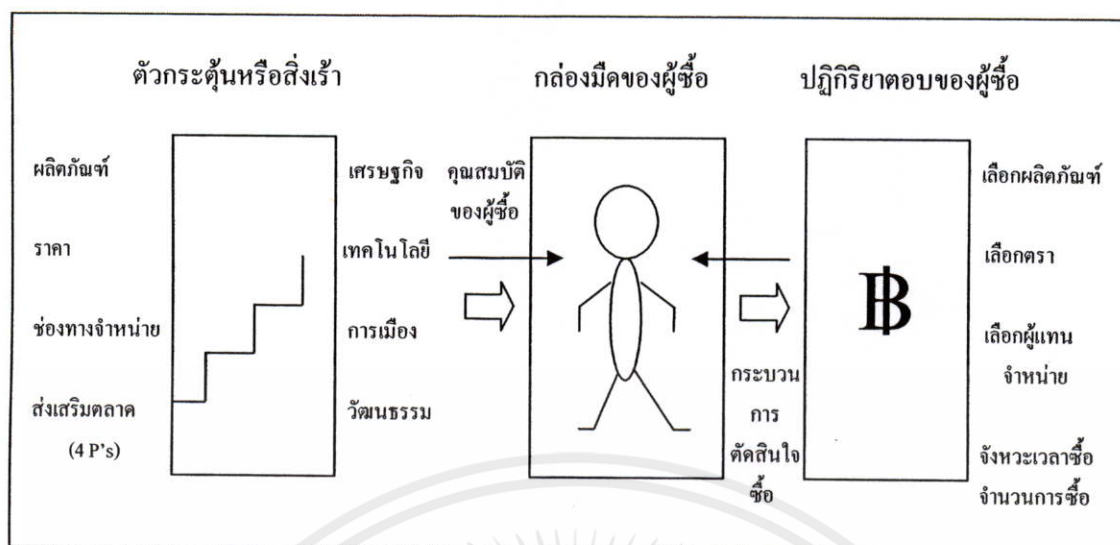 ตัวกระตุ้นหรือสิ่งเร้า
กล่องมืดของผู้ซื้อ
ปฏิกิริยาตอบของผู้ซื้อ
ผลิตภัณฑ์
ราคา
ช่องทางจำหน่าย
ส่งเสริมตลาด
(4 P's)
เศรษฐกิจ
เทคโนโลยี
การเมือง
วัฒนธรรม
คุณสมบัติ
ของผู้ซื้อ
กระบวน
การ
ตัดสินใจ
ซื้อ
฿
เลือกผลิตภัณฑ์
เลือกตรา
เลือกผู้แทน
จำหน่าย
จังหวะเวลาซื้อ
จำนวนการซื้อ